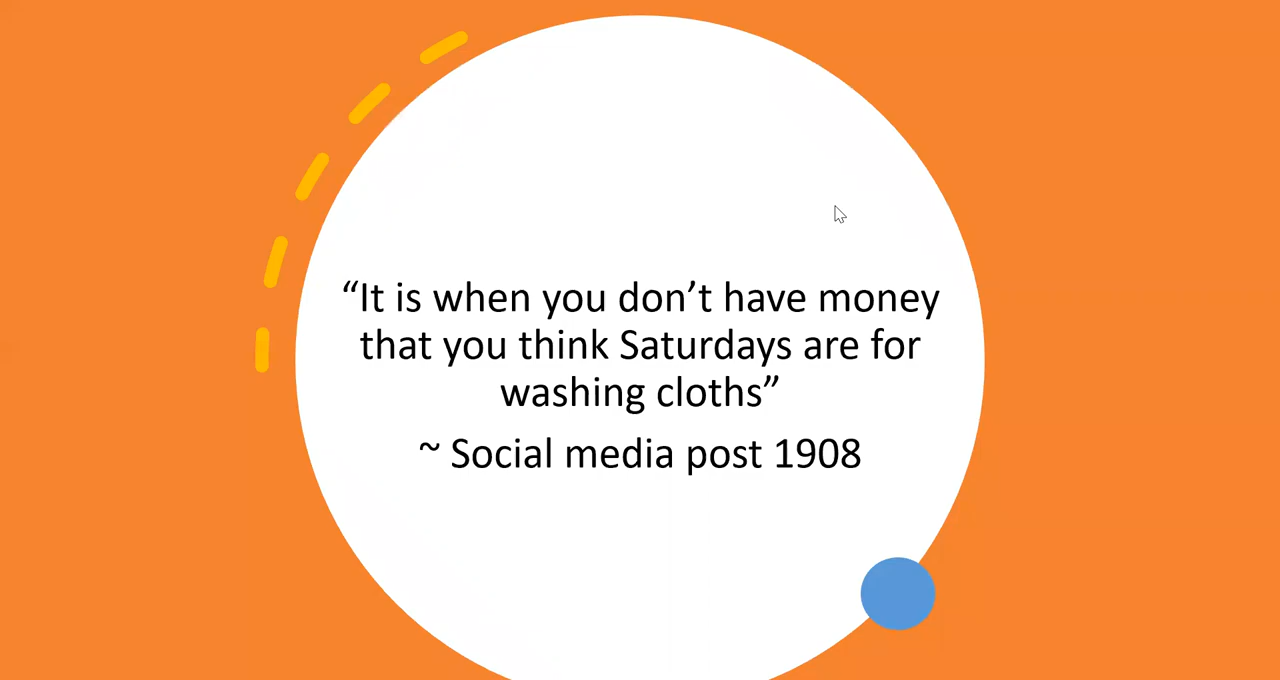 “It is when you don’t have money
that you think Saturdays are for
washing cloths”
~ Social media post 1908